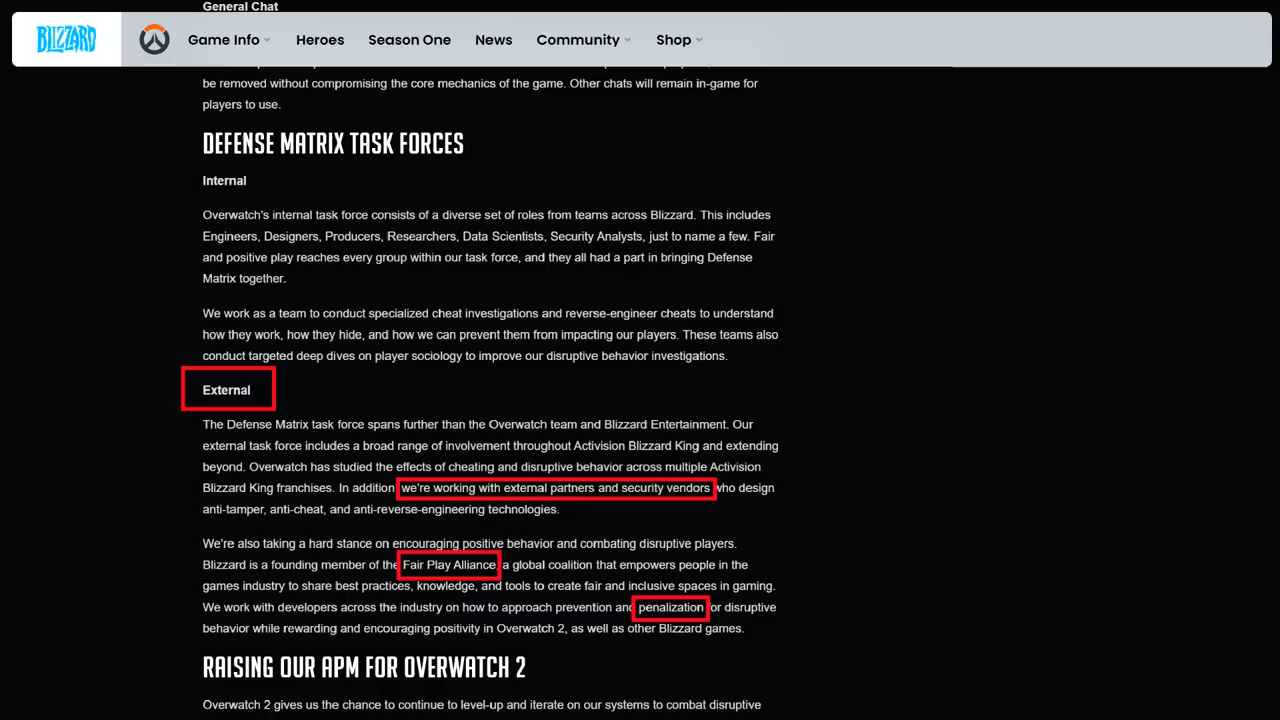 General Chat
BLIZZARD
Game Info Heroes Season One News Community Shop
be removed without compromising the core mechanics of the game. Other chats will remain in-game for
players to use.
DEFENSE MATRIX TASK FORCES
Internal
Overwatch's internal task force consists of a diverse set of roles from teams across Blizzard. This includes
Engineers, Designers, Producers, Researchers, Data Scientists, Security Analysts, just to name a few. Fair
and positive play reaches every group within our task force, and they all had a part in bringing Defense
Matrix together.
We work as a team to conduct specialized cheat investigations and reverse-engineer cheats to understand
how they work, how they hide, and how we can prevent them from impacting our players. These teams also
conduct targeted deep dives on player sociology to improve our disruptive behavior investigations.
External
The Defense Matrix task force spans further than the Overwatch team and Blizzard Entertainment. Our
external task force includes a broad range of involvement throughout Activision Blizzard King and extending
beyond. Overwatch has studied the effects of cheating and disruptive behavior across multiple Activision
Blizzard King franchises. In addition we're working with external partners and security vendors who design
anti-tamper, anti-cheat, and anti-reverse-engineering technologies.
We're also taking a hard stance on encouraging positive behavior and combating disruptive players.
Blizzard is a founding member of the Fair Play Alliance, a global coalition that empowers people in the
games industry to share best practices, knowledge, and tools to create fair and inclusive spaces in gaming.
We work with developers across the industry on how to approach prevention and penalization for disruptive
behavior while rewarding and encouraging positivity in Overwatch 2, as well as other Blizzard games.
RAISING OUR APM FOR OVERWATCH 2
Overwatch 2 gives us the chance to continue to level-up and iterate on our systems to combat disruptive